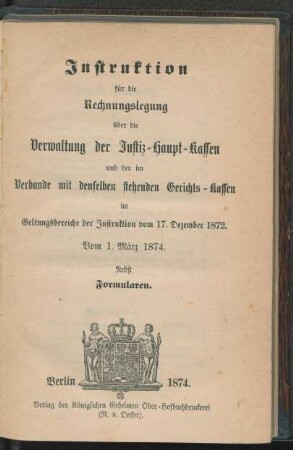 Instruktion
für die
Rechnungslegung
über die
Verwaltung der Justiz-Haupt-Kassen
und der im
Verbande mit denselben stehenden Gerichts-Kassen
im
Geltungsbereiche der Instruktion vom 17. Dezember 1872.
Vom 1. März 1874.
Nebst
Formularen.
Berlin 1874.
Verlag der Königlichen Geheimen Ober-Hofbuchdruckerei
(R. v. Decker).